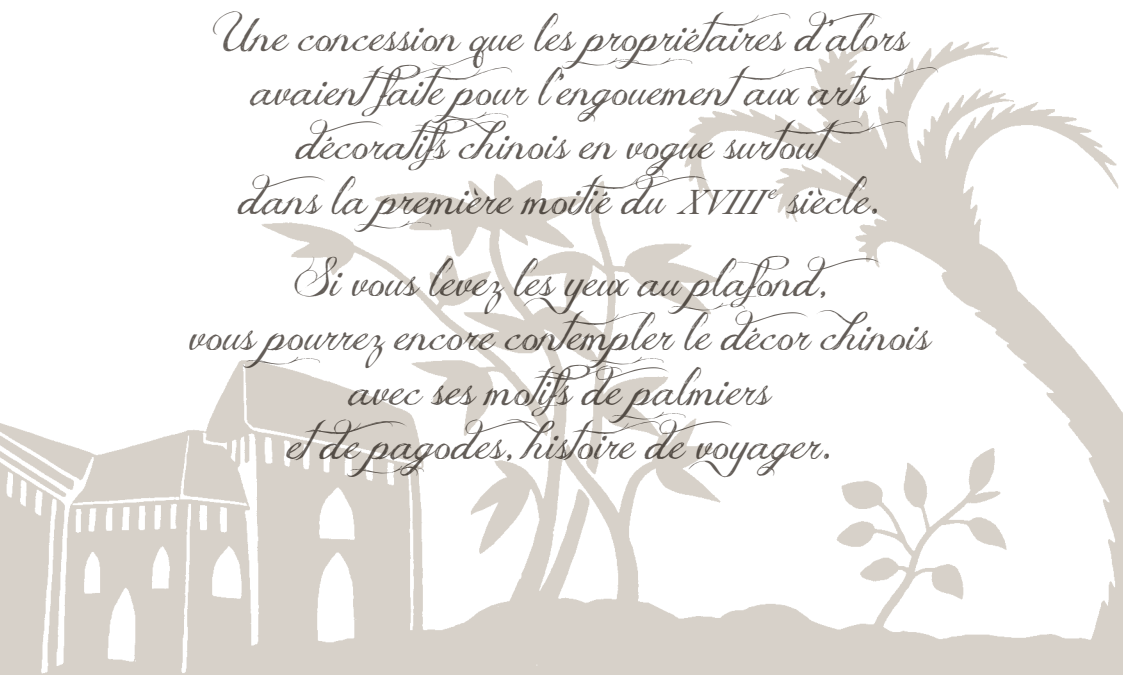 Une concession que les propriétaires d'alors
avaient faite pour l'engouement aux arts
décoratifs chinois en vogue surtout
dans la première moitié du XVIIIe siècle.
Si vous levez les yeux au plafond,
vous pourrez encore contempler le décor chinois
avec ses motifs de palmiers
et de pagodes, histoire de voyager.